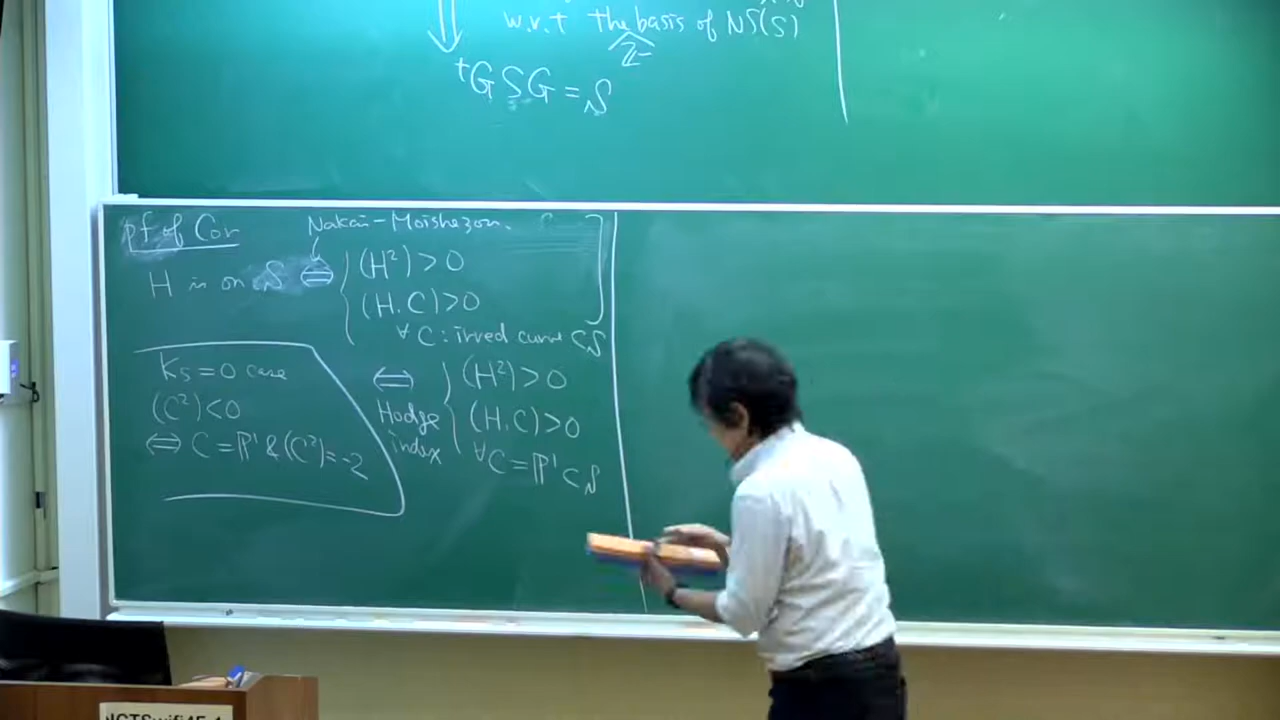 w.r.t the basis of NS(S)
Z-
⇓
ᵗGSG = S
pf of Cor
Nakai-Moishezon.
H is on S ⇔ { (H²) > 0
(H.C) > 0
∀C : irred curve ⊂ S
K_S = 0 case
(C²) < 0
⇔ C = ℙ¹ & (C²) = -2
⇔ Hodge index { (H²) > 0
(H.C) > 0
∀C = ℙ¹ ⊂ S